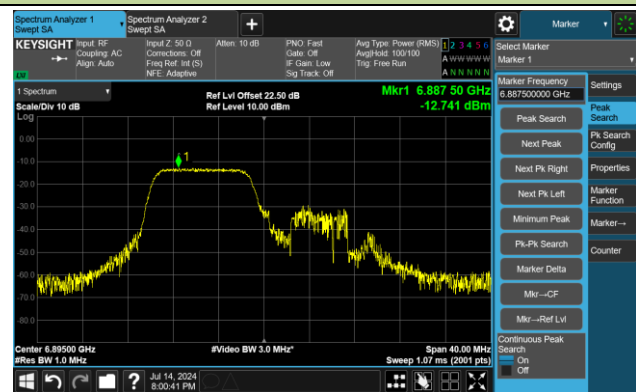 Spectrum Analyzer 1
Swept SA
Spectrum Analyzer 2
Swept SA
Marker
KEYSIGHT
Input: RF
Coupling: AC
Align: Auto
Input Z: 50 Ω
Corrections: Off
Freq Ref: Int (S)
NFE: Adaptive
Atten: 10 dB
PNO: Fast
Gate: Off
IF Gain: Low
Sig Track: Off
Avg Type: Power (RMS)
Avg|Hold: 100/100
Trig: Free Run
1 2 3 4 5 6
A W W W W W
A N N N N N
Select Marker
Marker 1
1 Spectrum
Scale/Div 10 dB
Ref Lvl Offset 22.50 dB
Ref Level 10.00 dBm
Mkr1 6.887 50 GHz
-12.741 dBm
Log
0.00
-10.0
-20.0
-30.0
-40.0
-50.0
-60.0
-70.0
-80.0
1
Center 6.89500 GHz
#Res BW 1.0 MHz
#Video BW 3.0 MHz*
Span 40.00 MHz
Sweep 1.07 ms (2001 pts)
Marker Frequency
6.887500000 GHz
Peak Search
Next Peak
Next Pk Right
Next Pk Left
Minimum Peak
Pk-Pk Search
Marker Delta
Mkr→CF
Mkr→Ref Lvl
Continuous Peak
Search
On
Off
Settings
Peak
Search
Pk Search
Config
Properties
Marker
Function
Marker→
Counter
Jul 14, 2024
8:00:41 PM